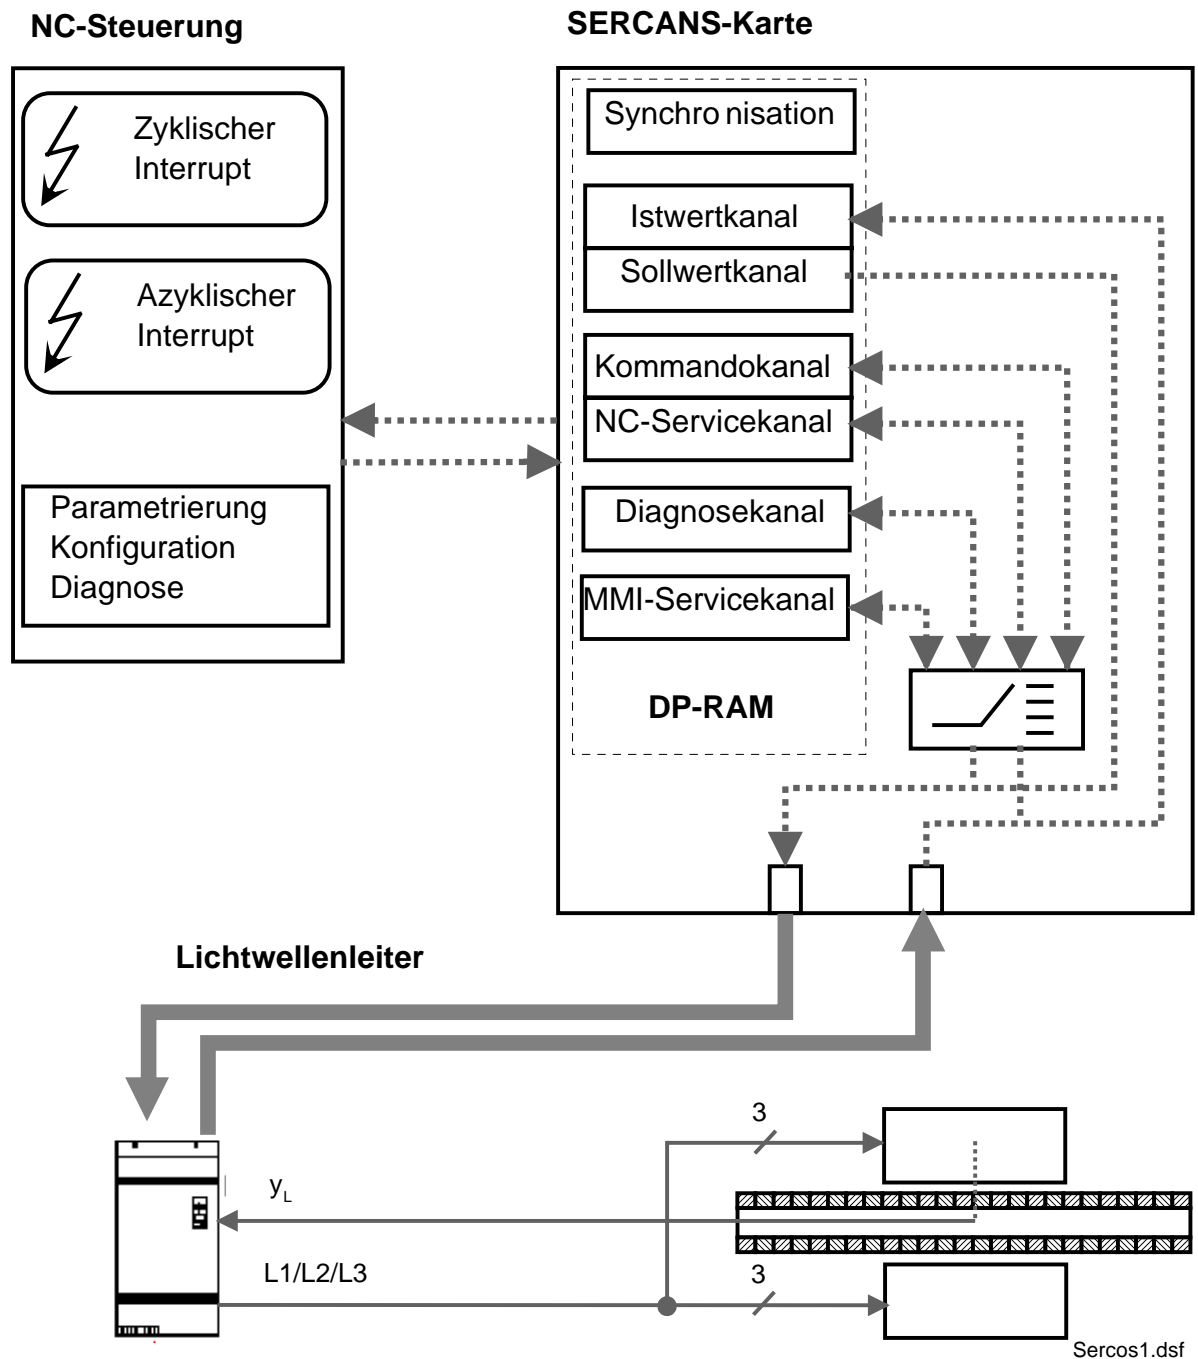 NC-Steuerung
SERCANS-Karte
Zyklischer
Interrupt
Azyklischer
Interrupt
Parametrierung
Konfiguration
Diagnose
Synchro nisation
Istwertkanal
Sollwertkanal
Kommandokanal
NC-Servicekanal
Diagnosekanal
MMI-Servicekanal
DP-RAM
Lichtwellenleiter
3
yL
L1/L2/L3
3
Sercos1.dsf